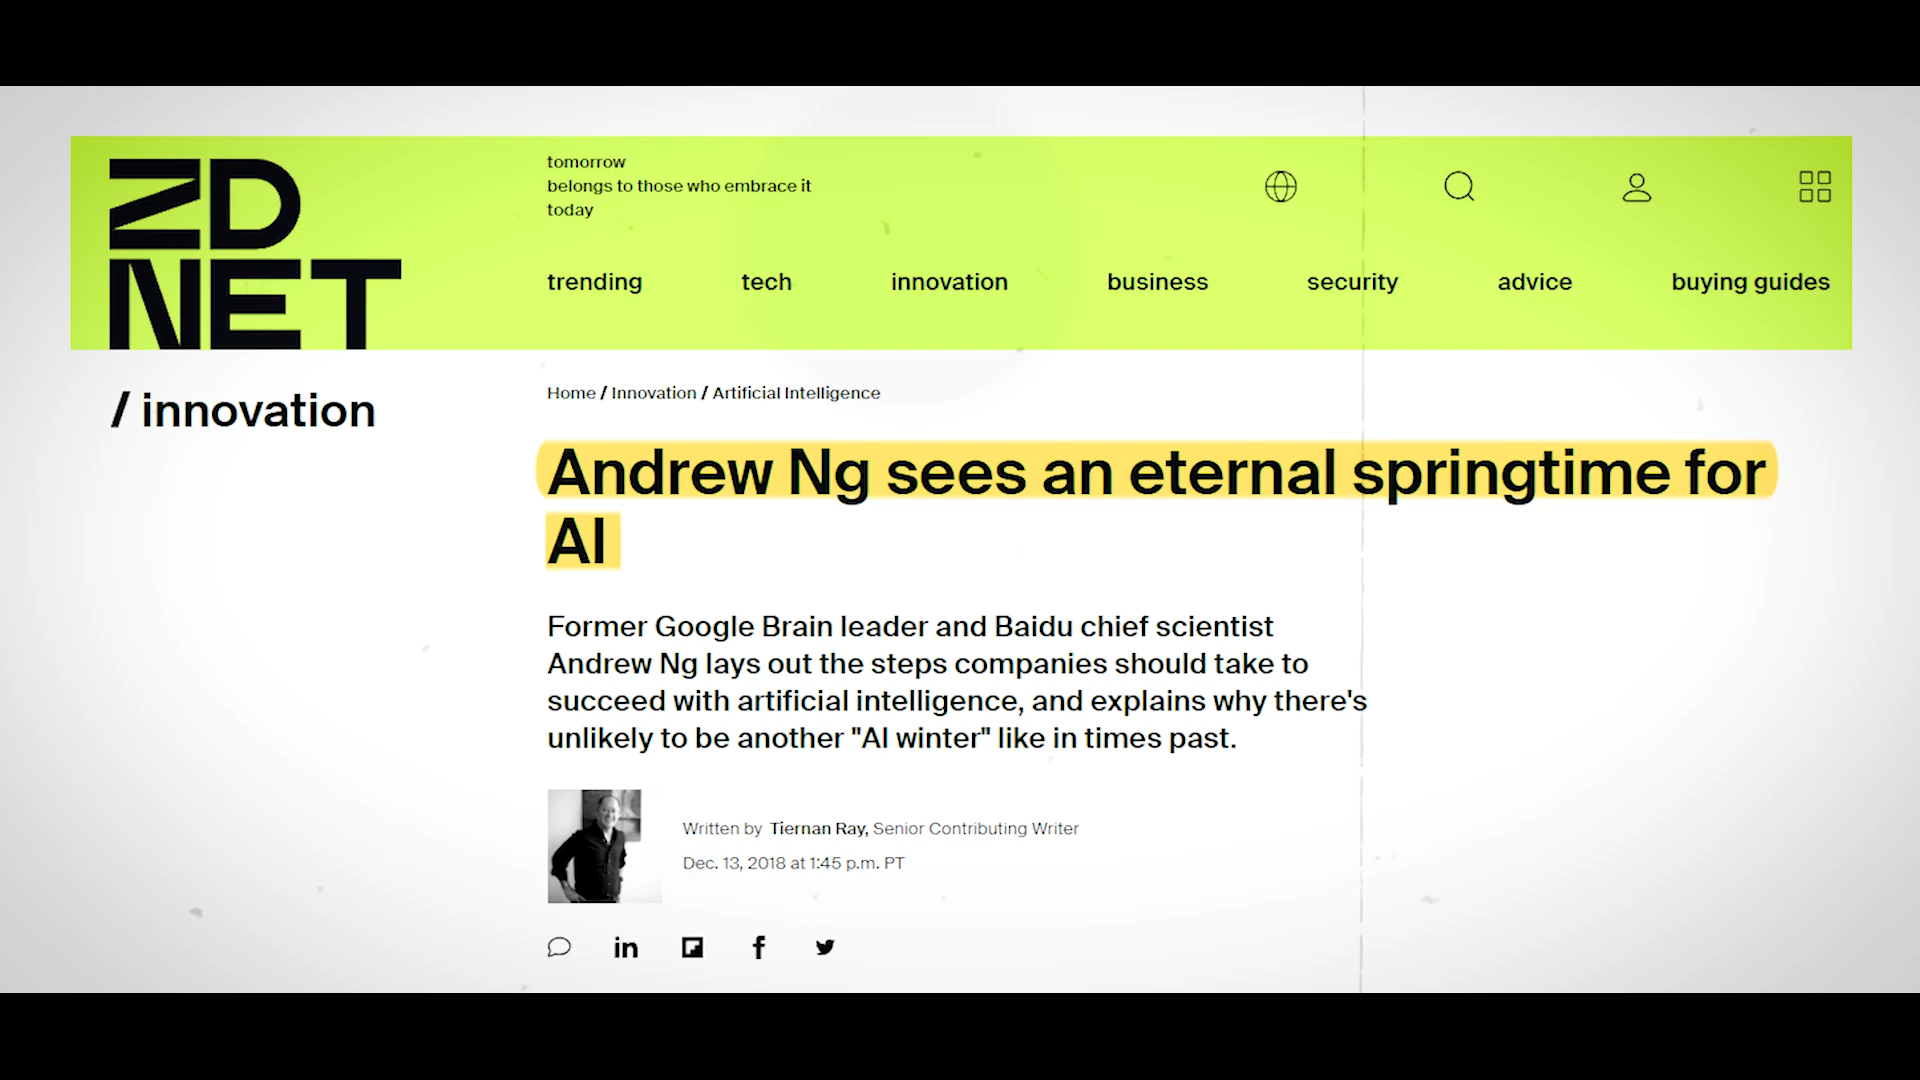 ZD
NET
tomorrow
belongs to those who embrace it
today
trending tech innovation business security advice buying guides
/ innovation
Home / Innovation / Artificial Intelligence
Andrew Ng sees an eternal springtime for
AI
Former Google Brain leader and Baidu chief scientist
Andrew Ng lays out the steps companies should take to
succeed with artificial intelligence, and explains why there's
unlikely to be another "AI winter" like in times past.
Written by Tiernan Ray, Senior Contributing Writer
Dec. 13, 2018 at 1:45 p.m. PT